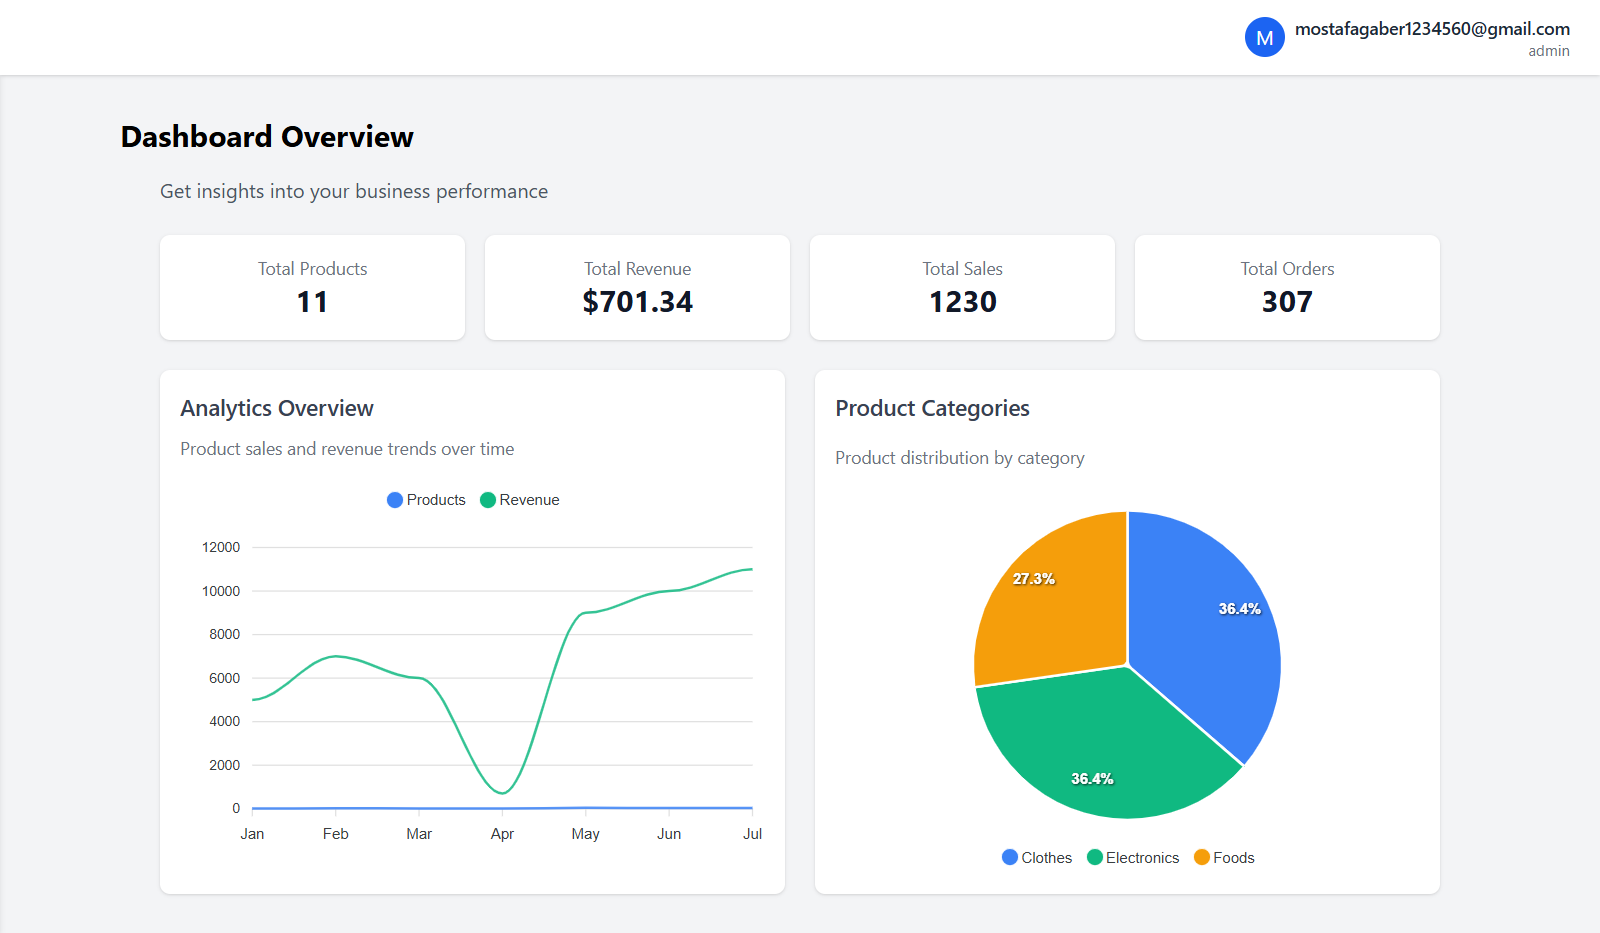 M
mostafagaber1234560@gmail.com
admin
Dashboard Overview
Get insights into your business performance
Total Products
11
Total Revenue
$701.34
Total Sales
1230
Total Orders
307
Analytics Overview
Product sales and revenue trends over time
Products Revenue
12000
10000
8000
6000
4000
2000
0
Jan Feb Mar Apr May Jun Jul
Product Categories
Product distribution by category
27.3%
36.4%
36.4%
Clothes Electronics Foods